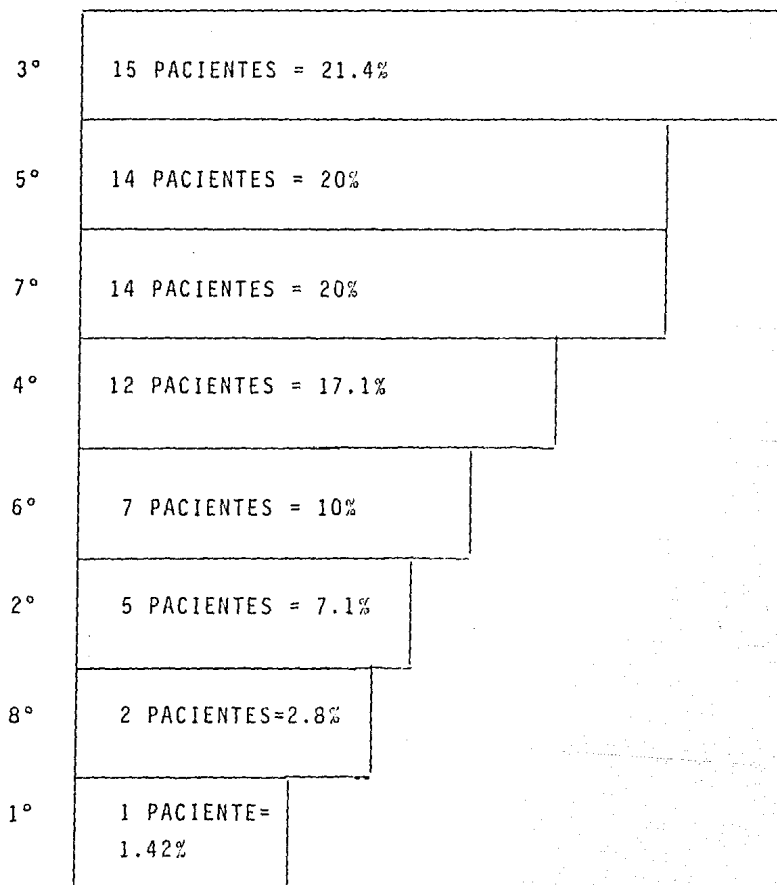 3° 15 PACIENTES = 21.4%
5° 14 PACIENTES = 20%
7° 14 PACIENTES = 20%
4° 12 PACIENTES = 17.1%
6° 7 PACIENTES = 10%
2° 5 PACIENTES = 7.1%
8° 2 PACIENTES=2.8%
1° 1 PACIENTE=
1.42%